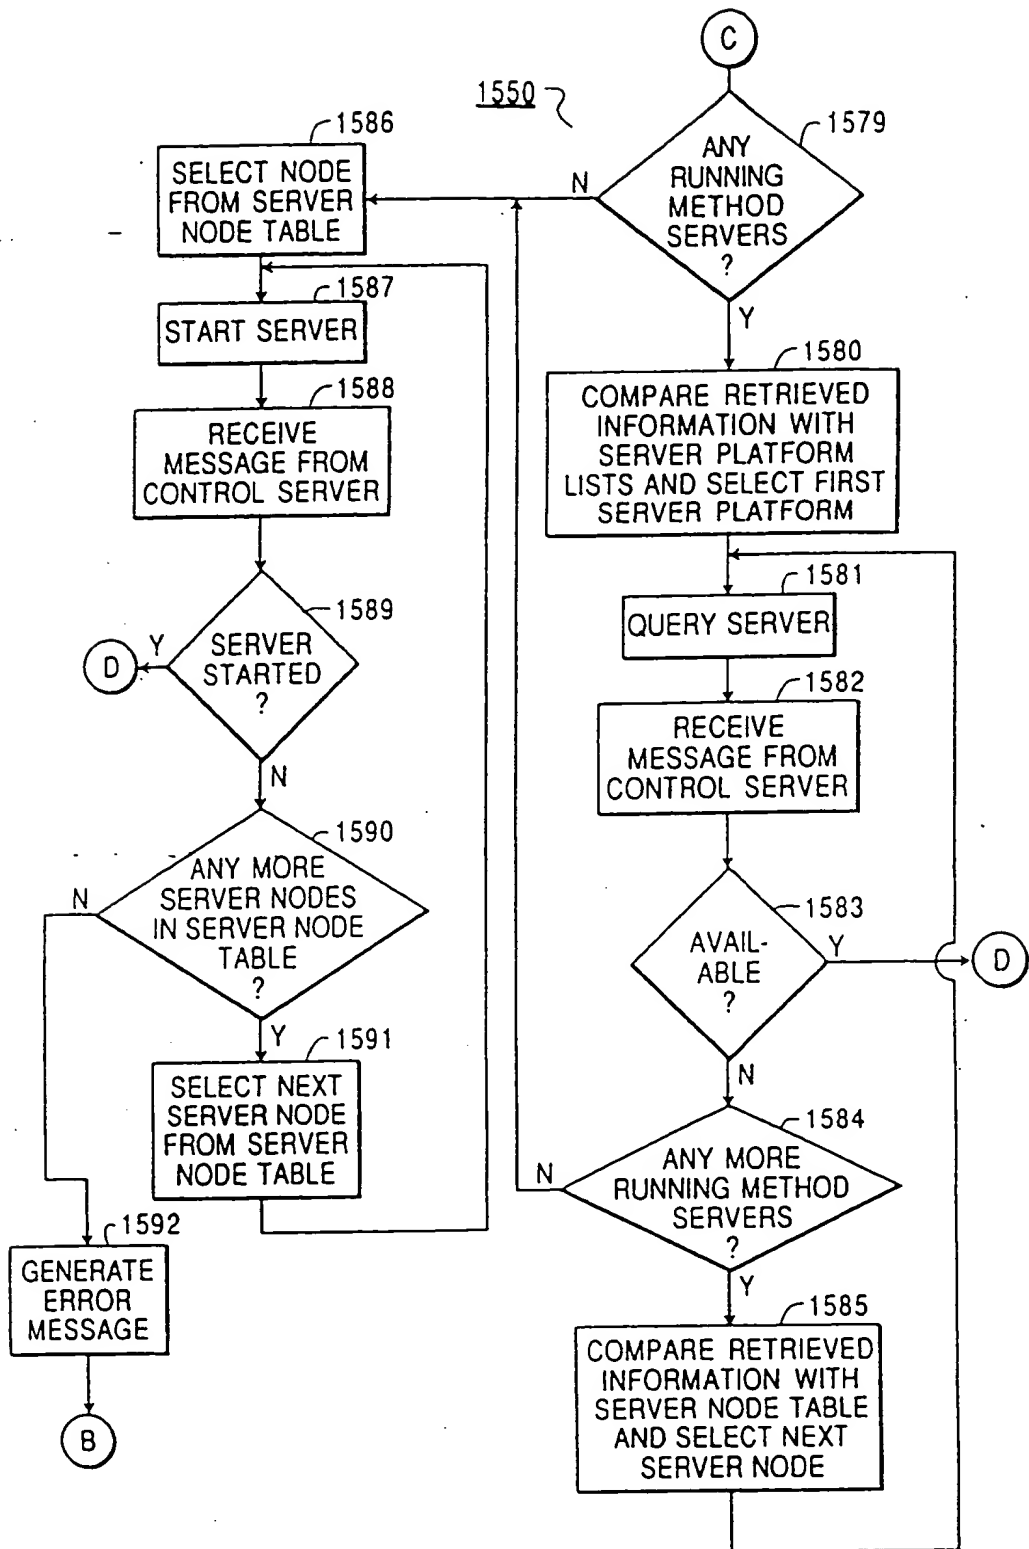 C
1550
1579
ANY
RUNNING
METHOD
SERVERS
?
N
Y
1586
SELECT NODE
FROM SERVER
NODE TABLE
1587
START SERVER
1588
RECEIVE
MESSAGE FROM
CONTROL SERVER
1589
SERVER
STARTED
?
Y
D
N
1590
ANY MORE
SERVER NODES
IN SERVER NODE
TABLE
?
N
Y
1591
SELECT NEXT
SERVER NODE
FROM SERVER
NODE TABLE
1592
GENERATE
ERROR
MESSAGE
B
1580
COMPARE RETRIEVED
INFORMATION WITH
SERVER PLATFORM
LISTS AND SELECT FIRST
SERVER PLATFORM
1581
QUERY SERVER
1582
RECEIVE
MESSAGE FROM
CONTROL SERVER
1583
AVAIL-
ABLE
?
Y
D
N
1584
ANY MORE
RUNNING METHOD
SERVERS
?
N
Y
1585
COMPARE RETRIEVED
INFORMATION WITH
SERVER NODE TABLE
AND SELECT NEXT
SERVER NODE